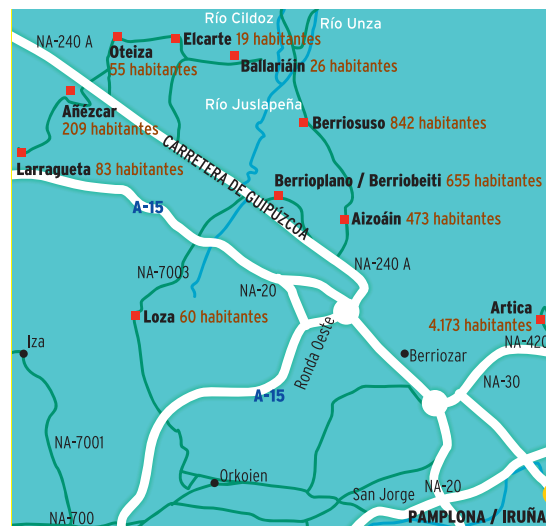 Río Cildoz
Río Unza
NA-240 A
Elcarte 19 habitantes
Oteiza
55 habitantes
Ballariáin 26 habitantes
Río Juslapeña
Añézcar
209 habitantes
Berriosuso 842 habitantes
CARRETERA DE GUIPÚZCOA
Larragueta 83 habitantes
Berrioplano / Berriobeiti 655 habitantes
A-15
Aizoáin 473 habitantes
NA-7003
NA-240 A
NA-20
Loza 60 habitantes
Artica
4.173 habitantes
Iza
Ronda Oeste
NA-420
Berriozar
NA-30
A-15
NA-7001
Orkoien
NA-20
San Jorge
NA-700
PAMPLONA / IRUÑA